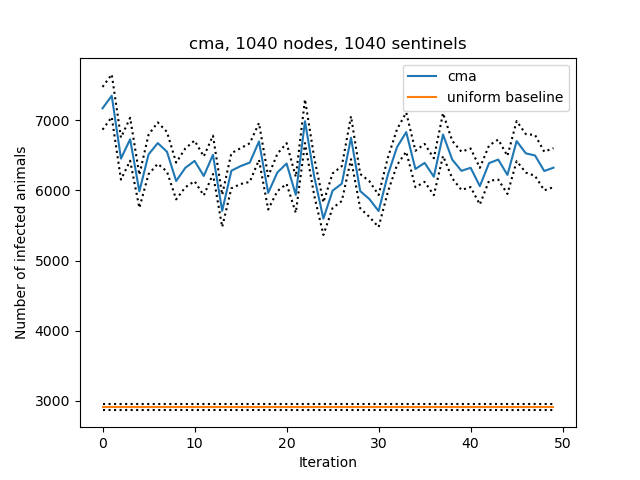 cma, 1040 nodes, 1040 sentinels
cma
uniform baseline
Number of infected animals
7000
6000
5000
4000
3000
0
10
20
30
40
50
Iteration